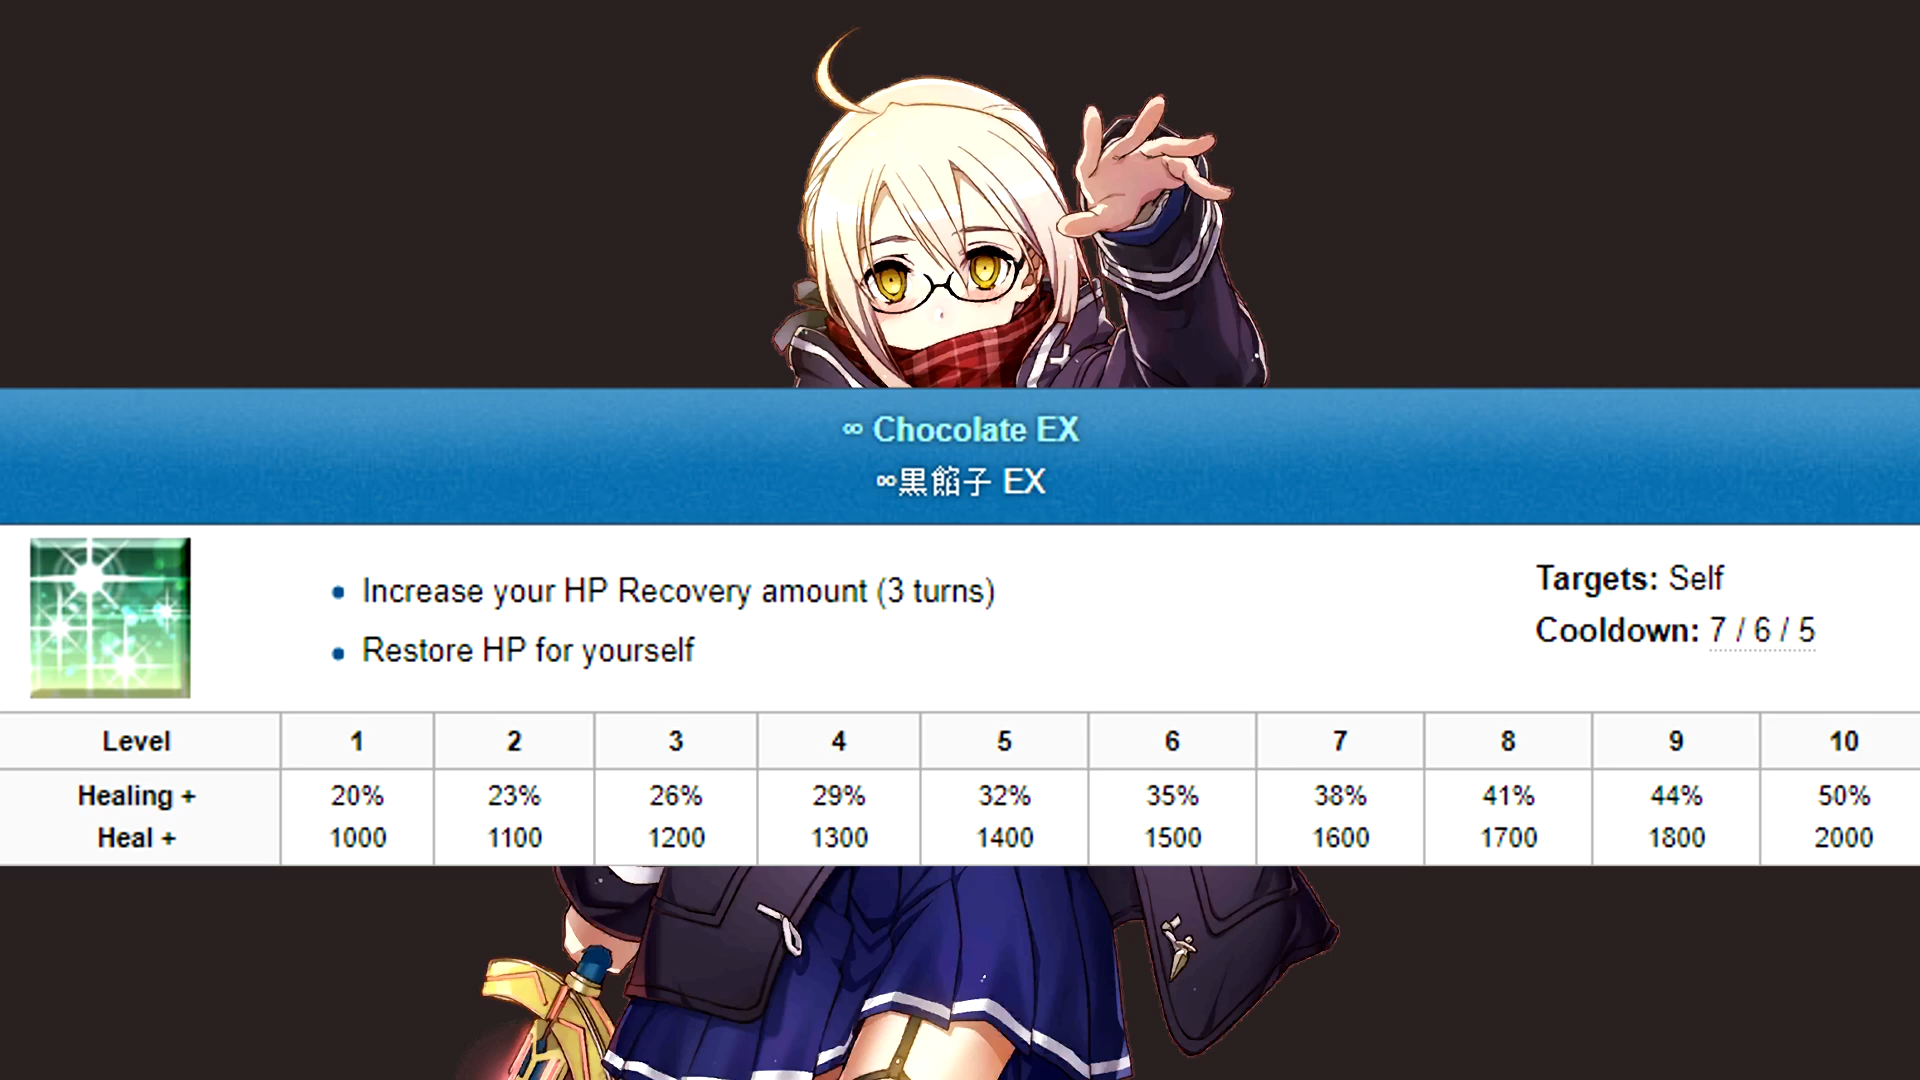 ∞ Chocolate EX
∞黒餡子 EX
• Increase your HP Recovery amount (3 turns)
• Restore HP for yourself
Targets: Self
Cooldown: 7 / 6 / 5
Level 1 2 3 4 5 6 7 8 9 10
Healing + 20% 23% 26% 29% 32% 35% 38% 41% 44% 50%
Heal + 1000 1100 1200 1300 1400 1500 1600 1700 1800 2000